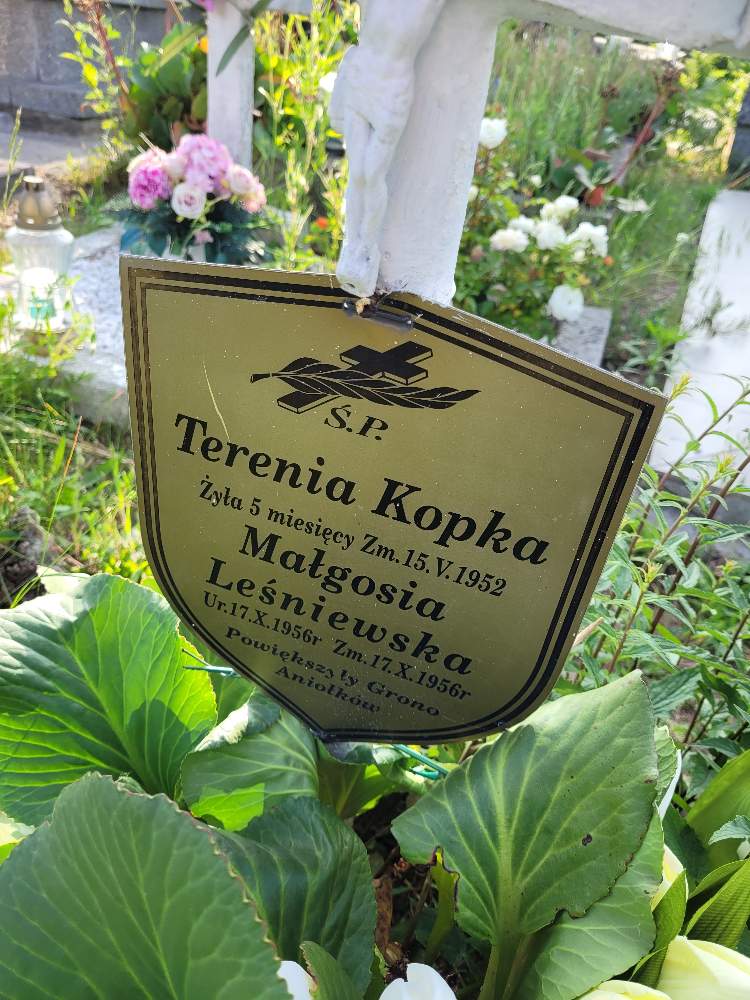 Ś.P.
Terenia Kopka
Żyła 5 miesięcy Zm.15.V.1952
Małgosia
Leśniewska
Ur.17.X.1956r Zm.17.X.1956r
Powiększyły Grono
Aniołków